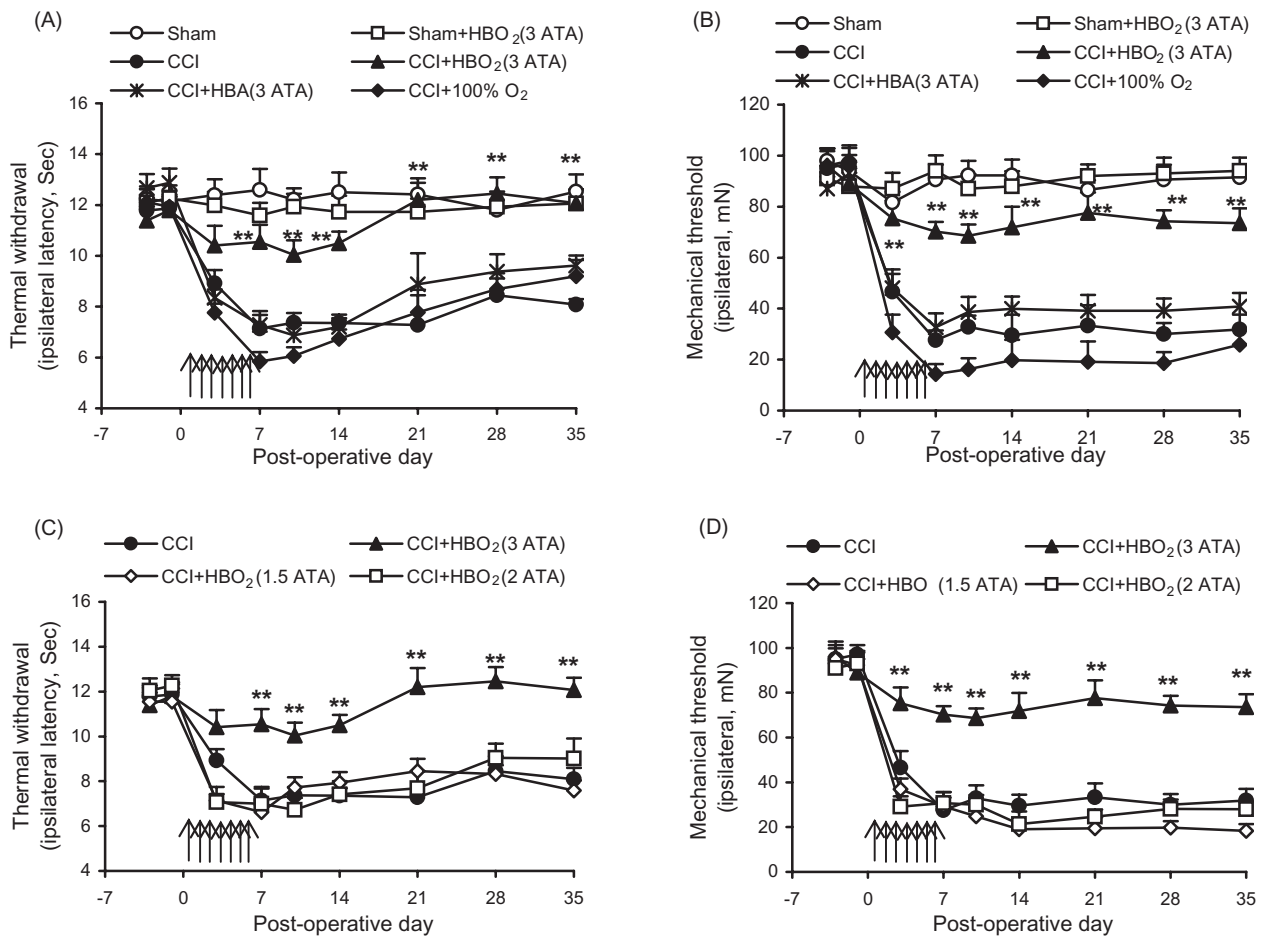 (A)
Sham
Sham+HBO2(3 ATA)
CCI
CCI+HBO2(3 ATA)
CCI+HBA(3 ATA)
CCI+100% O2
Thermal withdrawal
(ipsilateral latency, Sec)
16
14
12
10
8
6
4
** ** **
** ** **
-7 0 7 14 21 28 35
Post-operative day
(B)
Sham
Sham+HBO2(3 ATA)
CCI
CCI+HBO2(3 ATA)
CCI+HBA(3 ATA)
CCI+100% O2
Mechanical threshold
(ipsilateral, mN)
120
100
80
60
40
20
0
** ** ** ** ** ** **
-7 0 7 14 21 28 35
Post-operative day
(C)
CCI
CCI+HBO2(3 ATA)
CCI+HBO2(1.5 ATA)
CCI+HBO2(2 ATA)
Thermal withdrawal
(ipsilateral latency, Sec)
16
14
12
10
8
6
4
** ** ** ** ** **
-7 0 7 14 21 28 35
Post-operative day
(D)
CCI
CCI+HBO2(3 ATA)
CCI+HBO (1.5 ATA)
CCI+HBO2(2 ATA)
Mechanical threshold
(ipsilateral, mN)
120
100
80
60
40
20
0
** ** ** ** ** ** **
-7 0 7 14 21 28 35
Post-operative day